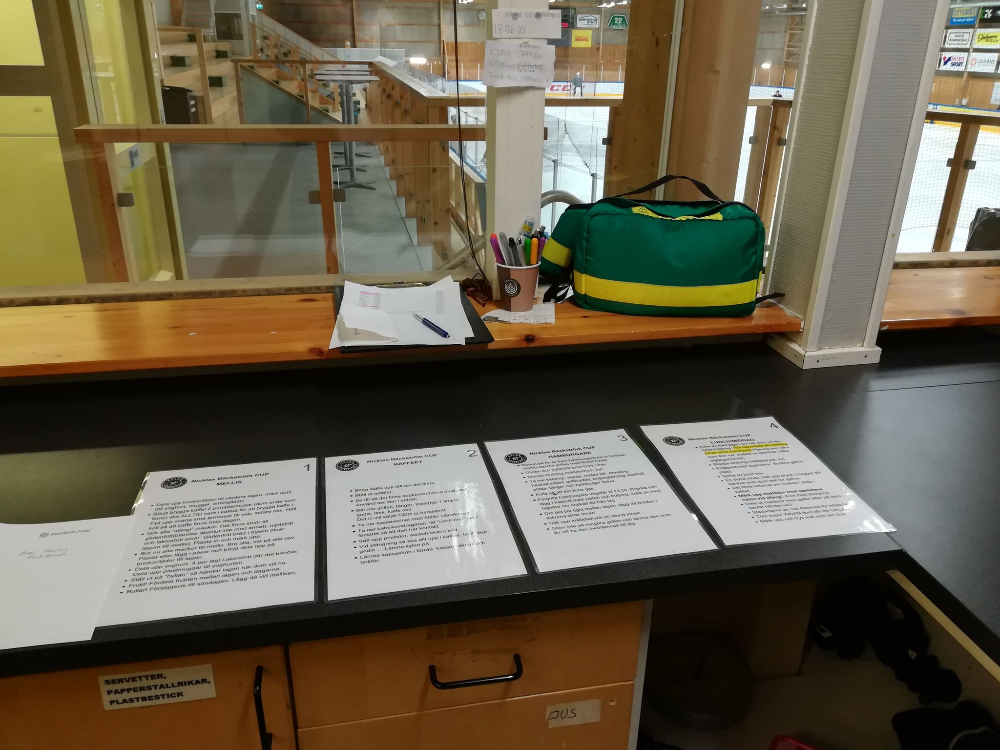 Nummer till vaktmästaren
179610
KJELL 179460
STEFAN 179445
179449
JOUR TEL 179610
22
GÄVLE
INTER
SPORT
GOLV
LODÉNS
CCM
1
Nicklas Bäckström CUP
MELLIS
• Dela upp brickor/lådor till vardera lagen, märk upp!
(till yoghurt, muggar, smörgåsar)
• Börja brygga kaffe! 2 pumptermosar (dom enda som
finns) ska ALLTID vara i kaféet för att brygga kaffe i.
Fyll upp svarta små termosar till sek, ledare osv. Håll
koll så att kaffe finns hela dagen.
• Gör alla "allergi" mackor. Det finns smör till
glutenfritt(blandas absolut inte med annat), mjölkfritt
och laktosfritt smör. Glutenfritt bröd i frysen (tinar
lagom till mellis). Plasta in och märk upp.
• Bre nu alla mackor till mellis. Bre alla, ost på alla osv.
Plasta eller lägg i påsar och börja dela upp på
brickor/lådor till lagen.
• Dela upp yoghurt. 4 per lag! Laktosfritt där det behövs.
Dela upp plastmuggar till yoghurten.
• Ställ ut på "hyllan" så hämtar lagen när dom vill ha.
• Frukt! Fördela frukten mellan lagen och dagarna.
• Bullar! Förslagsvis till söndagen. Lägg då vid mellisen.
2
Nicklas Bäckström CUP
KAFFEET
• Börja ställa upp tält om det finns.
• Ställ ut möbler.
• Se till att det finns soptunnor/tunna med säck.
Använd tex den i entrén.
• Bär ner grillen, tänger, toast(typ 1 limpa),
godis, läsk, kaffe osv.
Det ni vill sälja! Glöm ej handsprit!
• Ta ner kassaskrinet med 600kr växelkassa
• Ta ner babs/kortdragaren, låt "centralen" stå i
fönstret så att den har kontakt.
• Sätt upp prislistor, swisch/skann kod.
• Vid stängning så ska allt upp i kaféet. Grill, disk,
godis.... Lämna kylen på.
• Lämna kassaskrin i förråd, kassör räknar och
bokför.
3
Nicklas Bäckström CUP
HAMBURGARE
• Redan på fm ta fram hamburgerbröd ur frysbox.
Hamburgarna grillas med fördel frysta.
• Gluten och mjölkfritt bröd finns i frys.
• Blanda iordning måltidsdryck, kyl.
• Ta ner ketchup, senap, rostad lök, dressing,
hackad sallad, grillkrydda, buljongtärning, kastrull,
platta, tänger och hamburger fickor.
• Kolla så att det finns gas.
• Förgrilla hamburgare ungefär kl 13:30, förgrilla och
lägg i kastrull med vatten och buljong, kolla av med
lagvärd om önskad tid från lag.
• Om det blir tight mellan lagen, lägg då bröden i
fickorna strax innan.
• Häll upp måltidsdryck en stund innan.
• Glöm inte att rengöra grillen och lämna den som
du vill ha den överlämnad till dig.
4
Nicklas Bäckström CUP
LUNCH/MIDDAG
• Kolla av med lagen om när dom vill äta
lunch/middag. Alla lag måste äta middag
innan sista matchen!!! Planera sen vilka
som äter var. Kaféet vs sportbar, olika
ingångar(covid).
• Blanda iordning måltidsdryck, kyl
• Förbered med soptunnor. Sortera gärna
plast!
• Sprita av bord osv.
• En stund innan, häll upp dryck i muggar på
bänken som dom sen tar själva.
• Det finns ketchup om önskas i skåp i
kaféet.
• Märk upp matlådor med spelarens
namn vid allergi. Kom ihåg domarna.
• Dela ut matlådor med gaffel efter att dom
spritat händerna☺
• Städa/sprita av och förbered för nästa lag
• Töm sopor INNAN dom blir för tunga.
• Märk upp och frys mat som blir över.
Familjens Jurist
Axel
SERVETTER,
PAPPERSTALLRIKAR,
PLASTBESTICK
LJUS